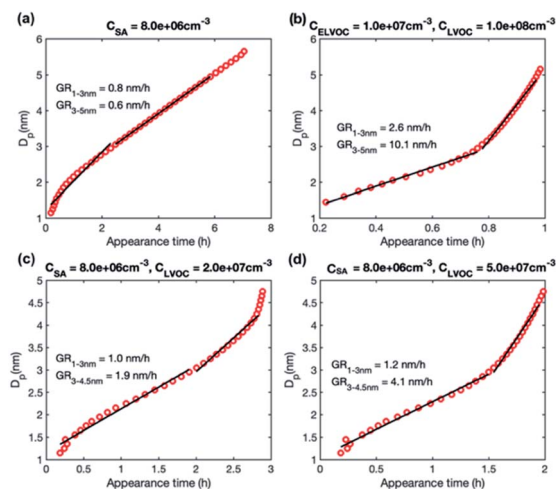 (a)
C_SA = 8.0e+06cm⁻³
GR₁₋₃nm = 0.8 nm/h
GR₃₋₅nm = 0.6 nm/h
D_p(nm)
6
5
4
3
2
1
0 2 4 6 8
Appearance time (h)
(b)
C_ELVOC = 1.0e+07cm⁻³, C_LVOC = 1.0e+08cm⁻³
GR₁₋₃nm = 2.6 nm/h
GR₃₋₅nm = 10.1 nm/h
D_p(nm)
6
5
4
3
2
1
0.2 0.4 0.6 0.8 1
Appearance time (h)
(c)
C_SA = 8.0e+06cm⁻³, C_LVOC = 2.0e+07cm⁻³
GR₁₋₃nm = 1.0 nm/h
GR₃₋₄.₅nm = 1.9 nm/h
D_p(nm)
5
4.5
4
3.5
3
2.5
2
1.5
1
0 0.5 1 1.5 2 2.5 3
Appearance time (h)
(d)
C_SA = 8.0e+06cm⁻³, C_LVOC = 5.0e+07cm⁻³
GR₁₋₃nm = 1.2 nm/h
GR₃₋₄.₅nm = 4.1 nm/h
D_p(nm)
5
4.5
4
3.5
3
2.5
2
1.5
1
0 0.5 1 1.5 2
Appearance time (h)